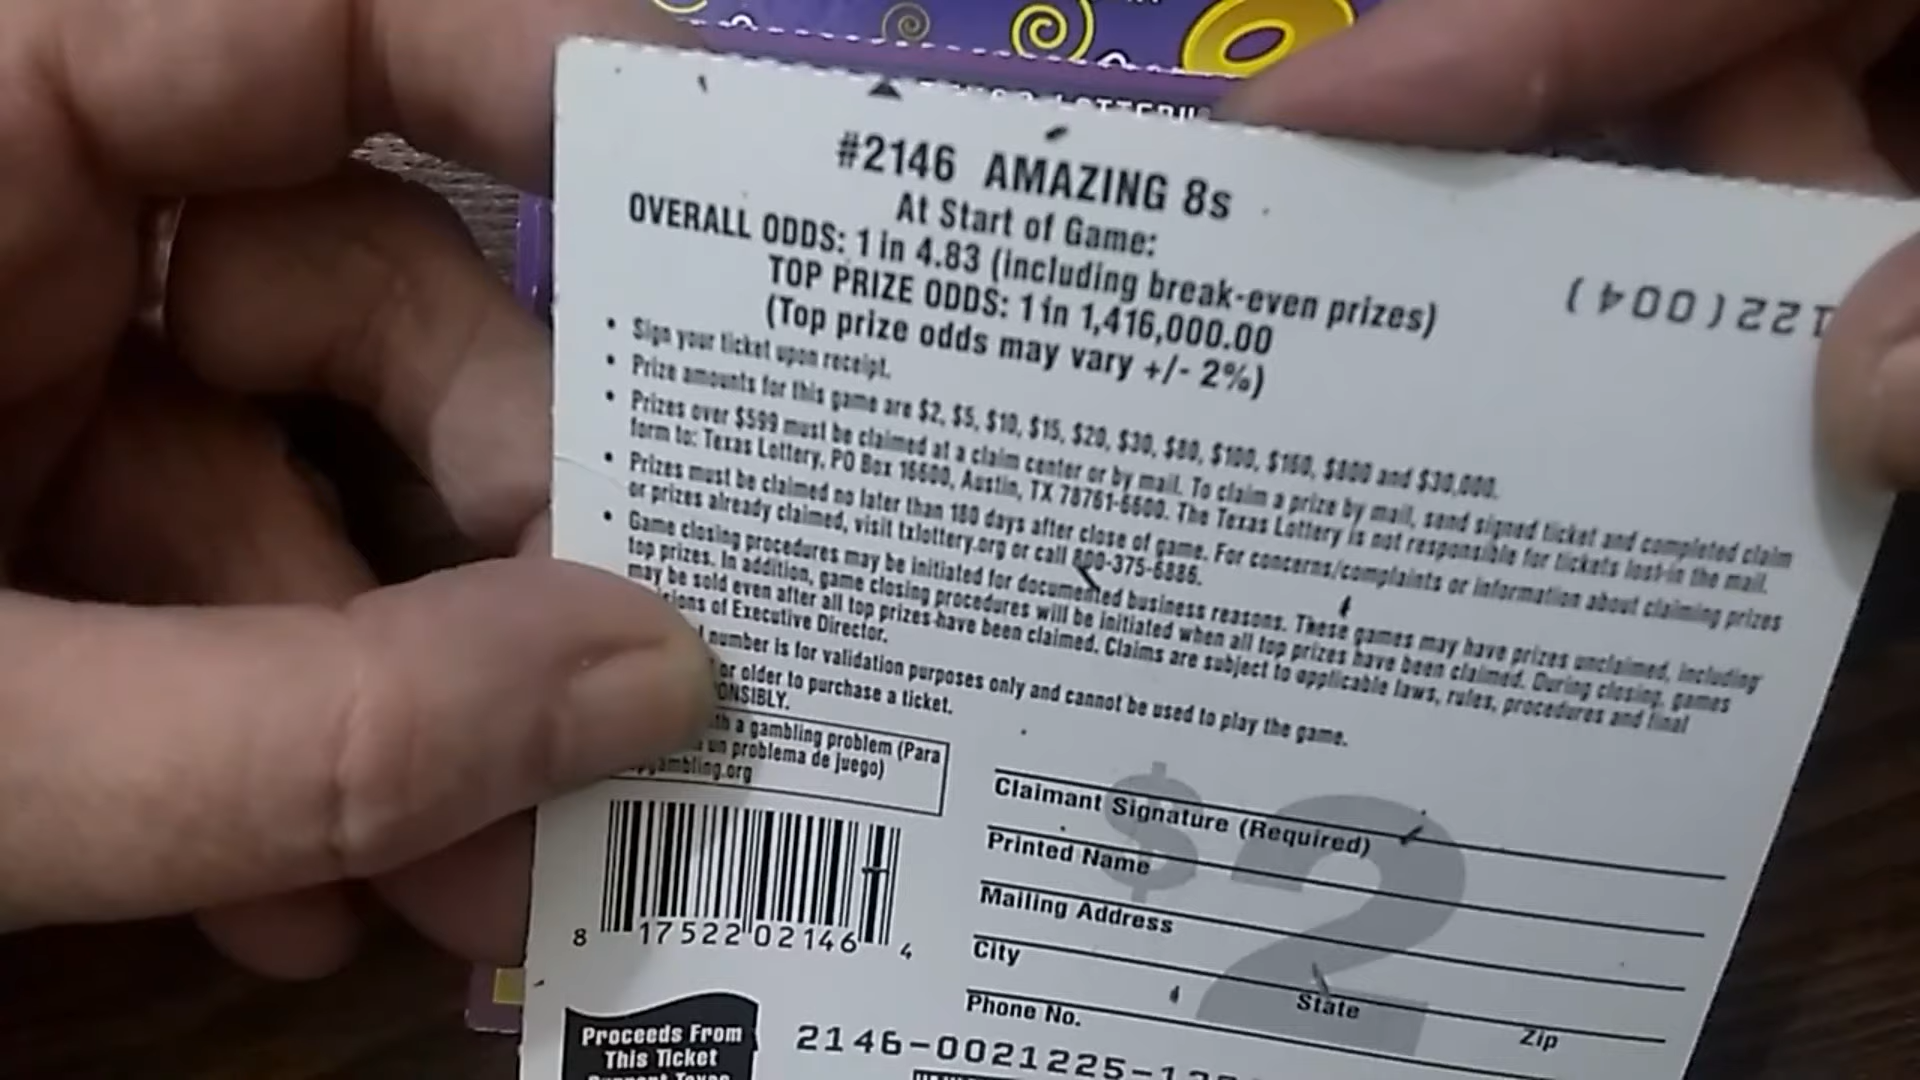 LOTTERY
#2146 AMAZING 8s
At Start of Game:
OVERALL ODDS: 1 in 4.83 (including break-even prizes)
TOP PRIZE ODDS: 1 in 1,416,000.00
(Top prize odds may vary +/- 2%)
122(004)
• Sign your ticket upon receipt.
• Prize amounts for this game are $2, $5, $10, $15, $20, $30, $80, $100, $160, $800 and $30,000.
• Prizes over $599 must be claimed at a claim center or by mail. To claim a prize by mail, send signed ticket and completed claim
form to: Texas Lottery, PO Box 16600, Austin, TX 78761-6600. The Texas Lottery is not responsible for tickets lost in the mail.
• Prizes must be claimed no later than 180 days after close of game. For concerns/complaints or information about claiming prizes
or prizes already claimed, visit txlottery.org or call 800-375-6886.
• Game closing procedures may be initiated for documented business reasons. These games may have prizes unclaimed, including
top prizes. In addition, game closing procedures will be initiated when all top prizes have been claimed. During closing, games
may be sold even after all top prizes have been claimed. Claims are subject to applicable laws, rules, procedures and final
of Executive Director.
number is for validation purposes only and cannot be used to play the game.
or older to purchase a ticket.
a gambling problem (Para
un problema de juego)
gambling.org
$2
Claimant Signature (Required)
Printed Name
Mailing Address
City
State
Zip
Phone No.
8 17522 02146 4
Proceeds From
This Ticket
2146-0021225-1